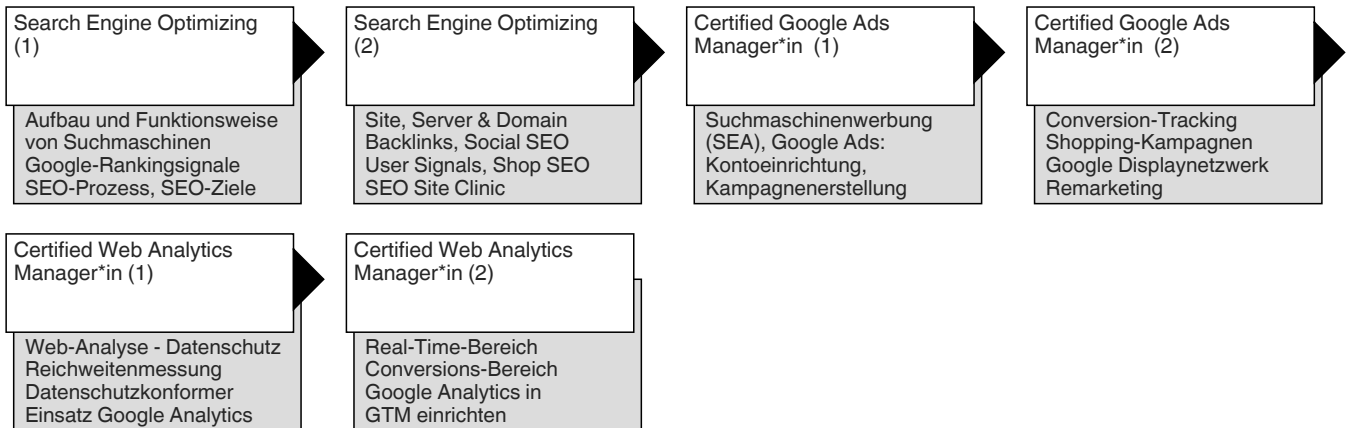 Search Engine Optimizing
(1)
Aufbau und Funktionsweise
von Suchmaschinen
Google-Rankingsignale
SEO-Prozess, SEO-Ziele
Search Engine Optimizing
(2)
Site, Server & Domain
Backlinks, Social SEO
User Signals, Shop SEO
SEO Site Clinic
Certified Google Ads
Manager*in (1)
Suchmaschinenwerbung
(SEA), Google Ads:
Kontoeinrichtung,
Kampagnenerstellung
Certified Google Ads
Manager*in (2)
Conversion-Tracking
Shopping-Kampagnen
Google Displaynetzwerk
Remarketing
Certified Web Analytics
Manager*in (1)
Web-Analyse - Datenschutz
Reichweitenmessung
Datenschutzkonformer
Einsatz Google Analytics
Certified Web Analytics
Manager*in (2)
Real-Time-Bereich
Conversions-Bereich
Google Analytics in
GTM einrichten